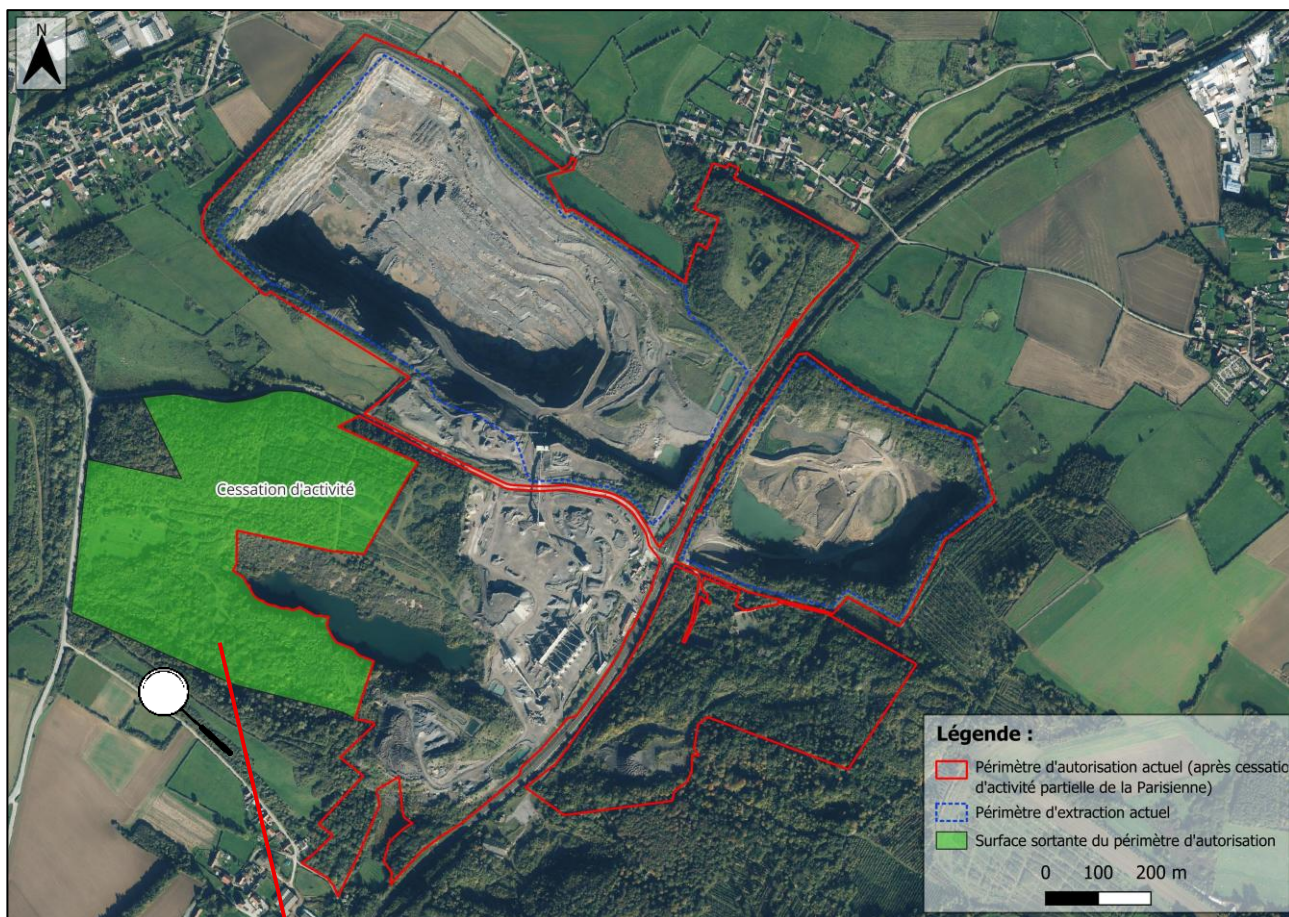 N
Cessation d'activité
Légende :
Périmètre d'autorisation actuel (après cessatio
d'activité partielle de la Parisienne)
Périmètre d'extraction actuel
Surface sortante du périmètre d'autorisation
0 100 200 m